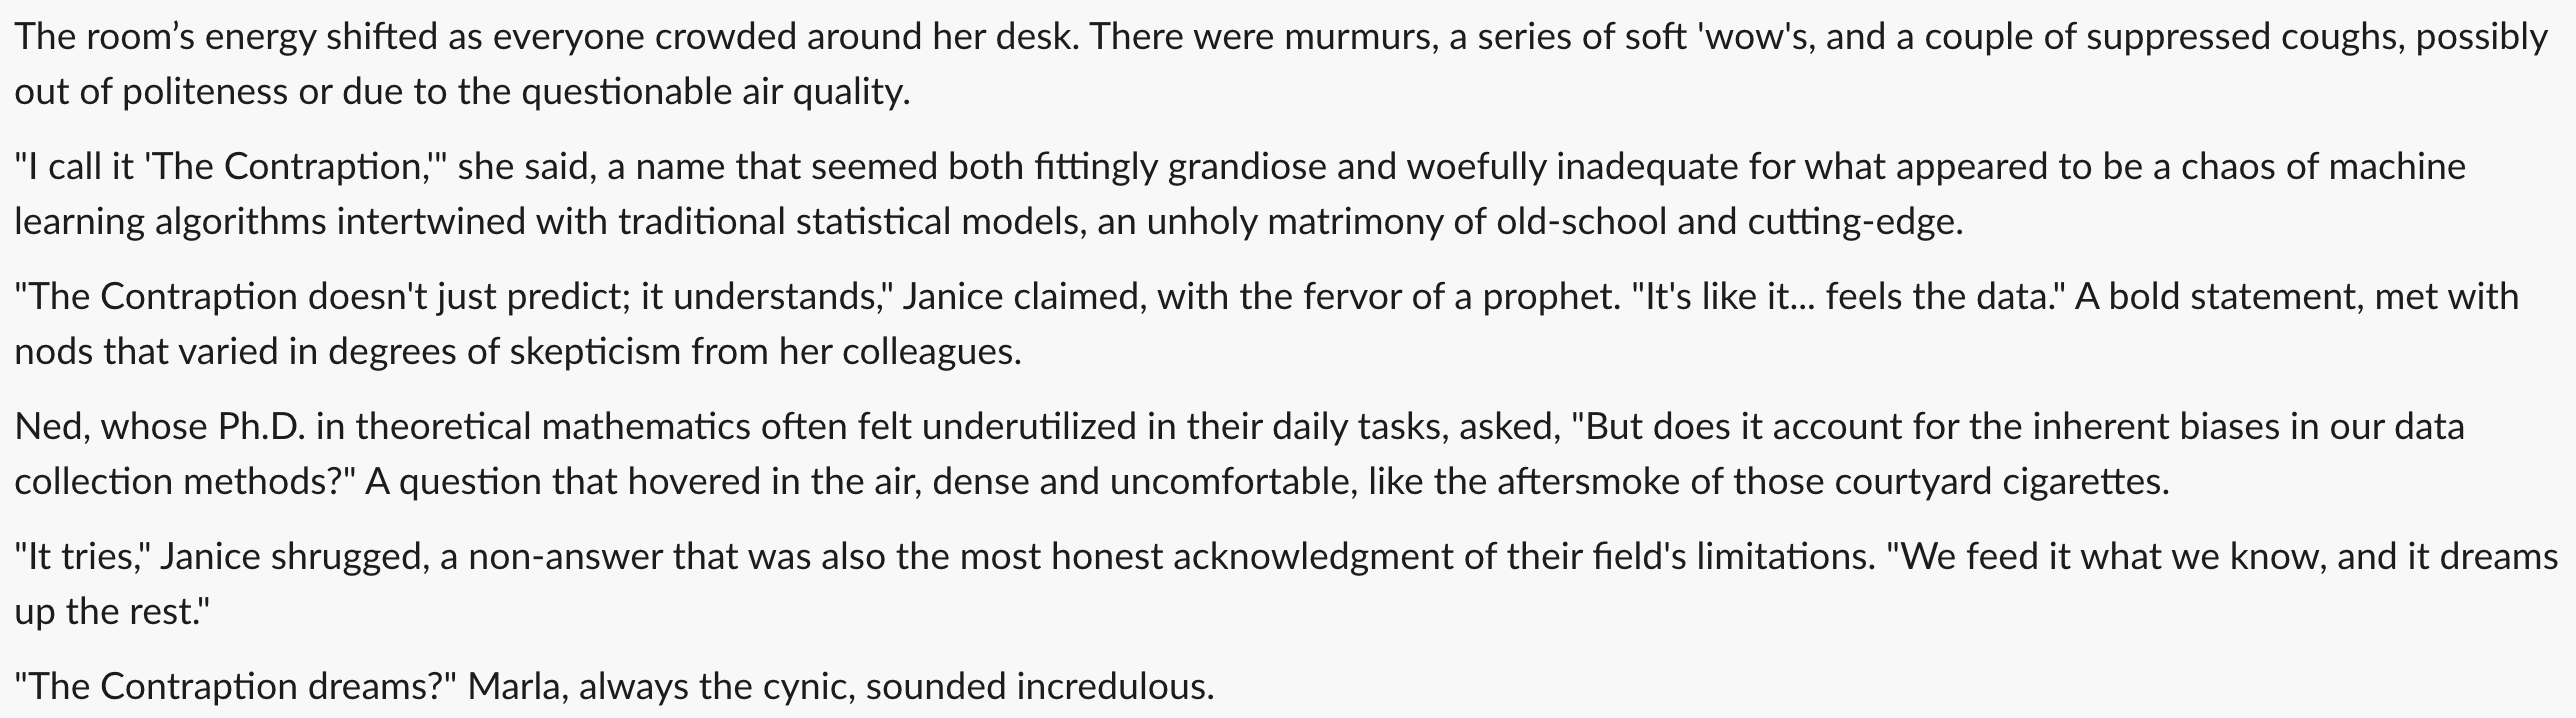 The room’s energy shifted as everyone crowded around her desk. There were murmurs, a series of soft 'wow's, and a couple of suppressed coughs, possibly
out of politeness or due to the questionable air quality.
"I call it 'The Contraption,'" she said, a name that seemed both fittingly grandiose and woefully inadequate for what appeared to be a chaos of machine
learning algorithms intertwined with traditional statistical models, an unholy matrimony of old-school and cutting-edge.
"The Contraption doesn't just predict; it understands," Janice claimed, with the fervor of a prophet. "It's like it... feels the data." A bold statement, met with
nods that varied in degrees of skepticism from her colleagues.
Ned, whose Ph.D. in theoretical mathematics often felt underutilized in their daily tasks, asked, "But does it account for the inherent biases in our data
collection methods?" A question that hovered in the air, dense and uncomfortable, like the aftersmoke of those courtyard cigarettes.
"It tries," Janice shrugged, a non-answer that was also the most honest acknowledgment of their field's limitations. "We feed it what we know, and it dreams
up the rest."
"The Contraption dreams?" Marla, always the cynic, sounded incredulous.